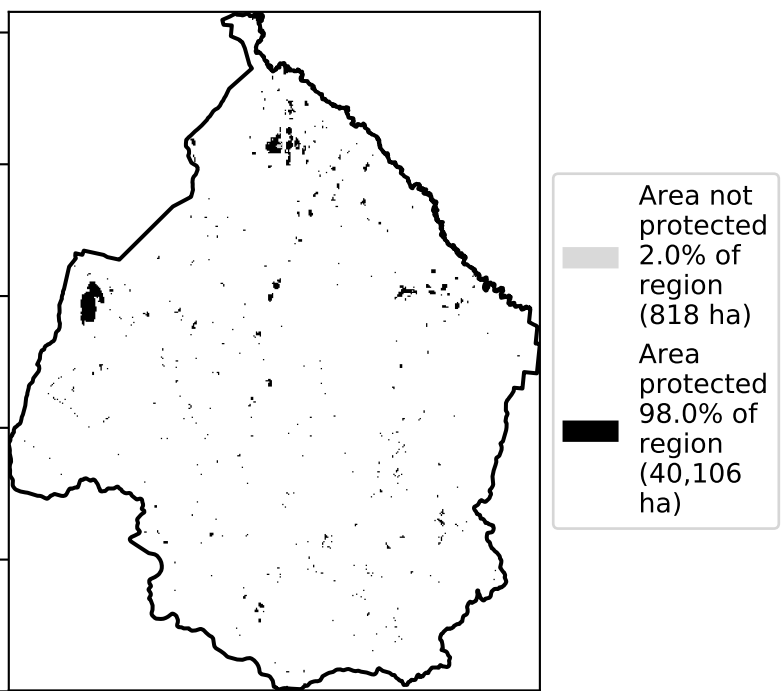 Area not
protected
2.0% of
region
(818 ha)
Area
protected
98.0% of
region
(40,106
ha)